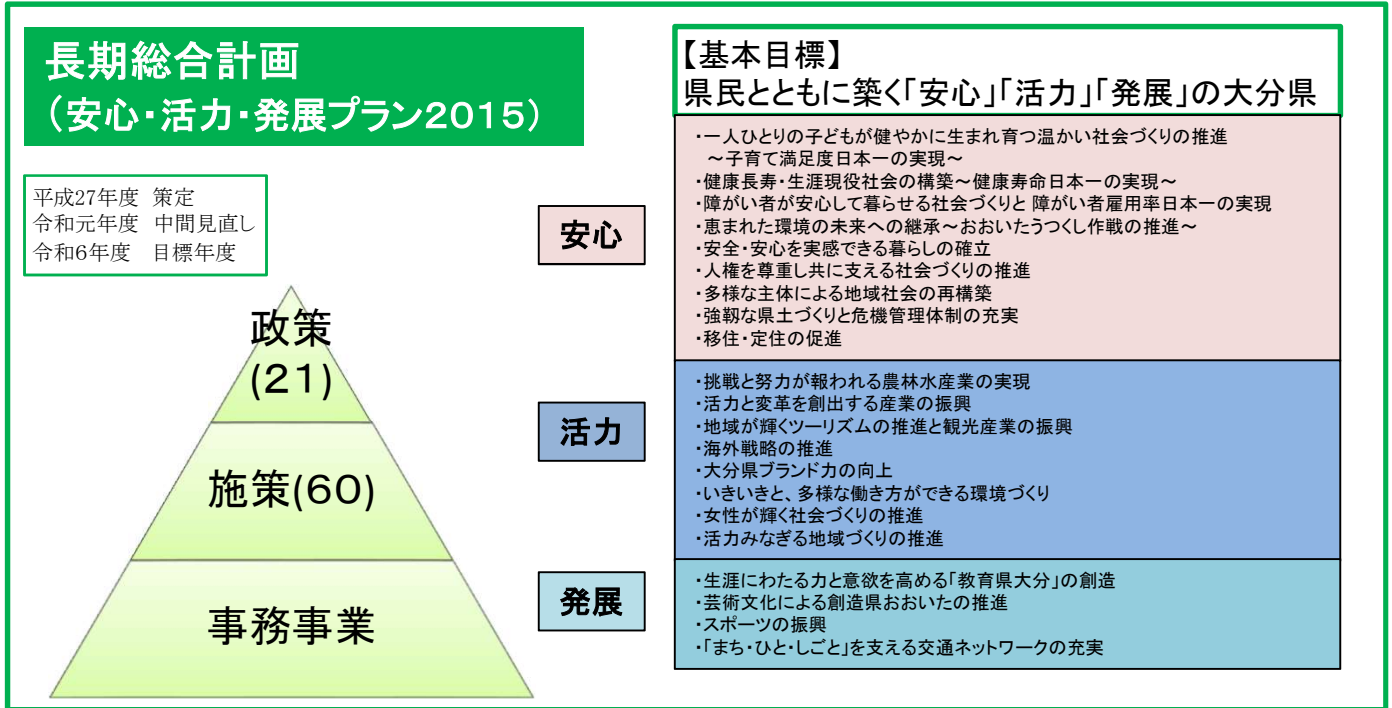 長期総合計画
（安心・活力・発展プラン２０１５）
平成27年度 策定
令和元年度 中間見直し
令和6年度 目標年度
政策
(21)
施策(60)
事務事業
【基本目標】
県民とともに築く「安心」「活力」「発展」の大分県
安心
・一人ひとりの子どもが健やかに生まれ育つ温かい社会づくりの推進
～子育て満足度日本一の実現～
・健康長寿・生涯現役社会の構築～健康寿命日本一の実現～
・障がい者が安心して暮らせる社会づくりと 障がい者雇用率日本一の実現
・恵まれた環境の未来への継承～おおいたうつくし作戦の推進～
・安全・安心を実感できる暮らしの確立
・人権を尊重し共に支える社会づくりの推進
・多様な主体による地域社会の再構築
・強靱な県土づくりと危機管理体制の充実
・移住・定住の促進
活力
・挑戦と努力が報われる農林水産業の実現
・活力と変革を創出する産業の振興
・地域が輝くツーリズムの推進と観光産業の振興
・海外戦略の推進
・大分県ブランド力の向上
・いきいきと、多様な働き方ができる環境づくり
・女性が輝く社会づくりの推進
・活力みなぎる地域づくりの推進
発展
・生涯にわたる力と意欲を高める「教育県大分」の創造
・芸術文化による創造県おおいたの推進
・スポーツの振興
・「まち・ひと・しごと」を支える交通ネットワークの充実